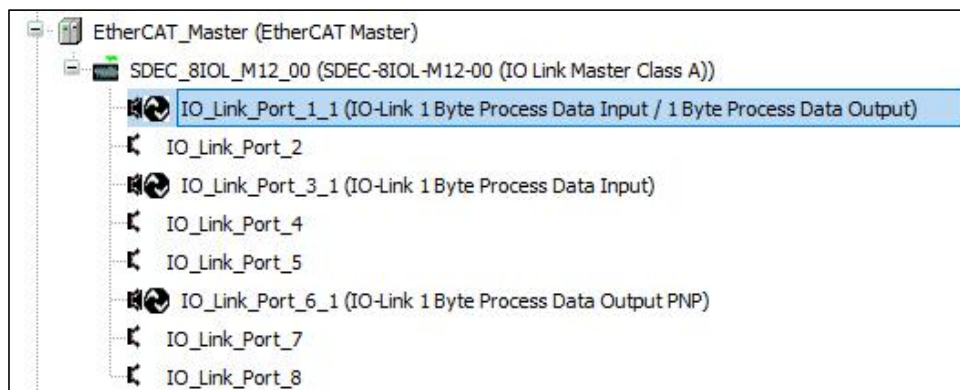 EtherCAT_Master (EtherCAT Master)
SDEC_8IOL_M12_00 (SDEC-8IOL-M12-00 (IO Link Master Class A))
IO_Link_Port_1_1 (IO-Link 1 Byte Process Data Input / 1 Byte Process Data Output)
IO_Link_Port_2
IO_Link_Port_3_1 (IO-Link 1 Byte Process Data Input)
IO_Link_Port_4
IO_Link_Port_5
IO_Link_Port_6_1 (IO-Link 1 Byte Process Data Output PNP)
IO_Link_Port_7
IO_Link_Port_8